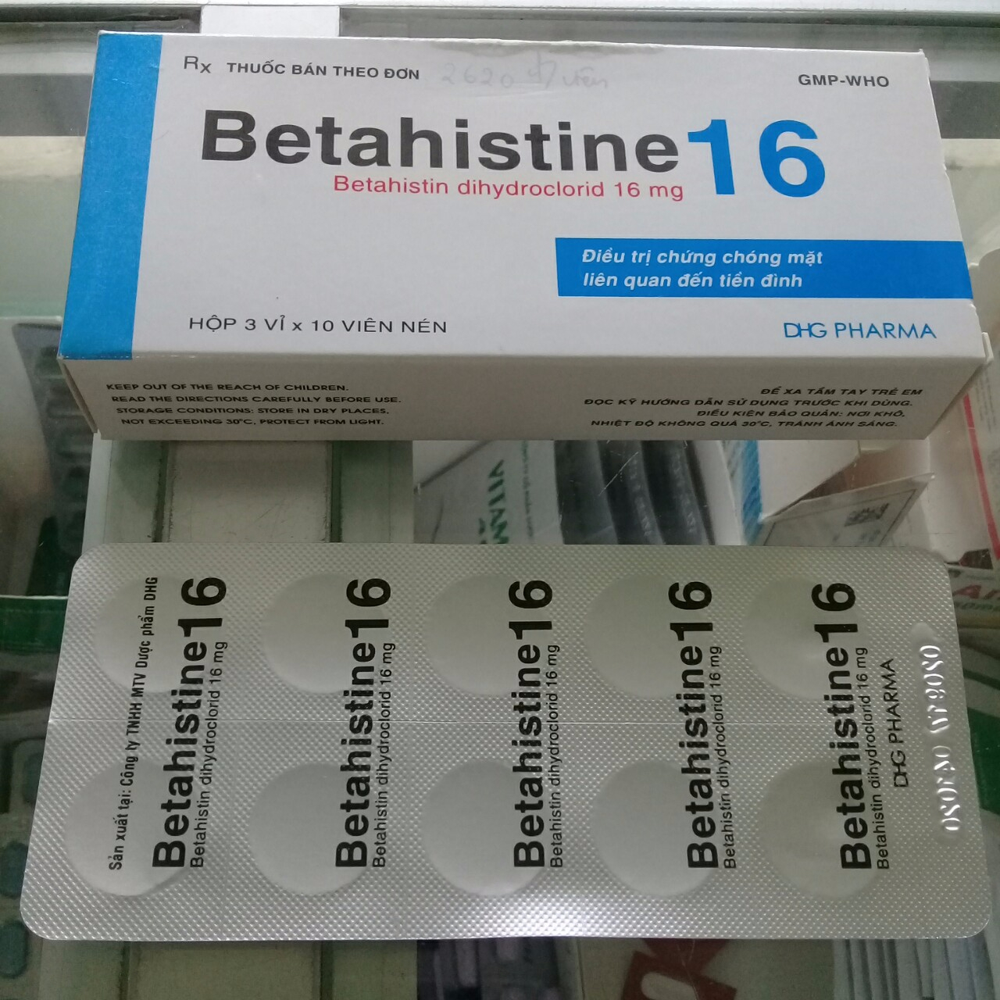 Rx THUỐC BÁN THEO ĐƠN
2620 đ/viên
GMP-WHO
Betahistine 16
Betahistin dihydroclorid 16 mg
Điều trị chứng chóng mặt
liên quan đến tiền đình
HỘP 3 VỈ x 10 VIÊN NÉN
DHG PHARMA
KEEP OUT OF THE REACH OF CHILDREN.
READ THE DIRECTIONS CAREFULLY BEFORE USE.
STORAGE CONDITIONS: STORE IN DRY PLACES,
NOT EXCEEDING 30°C, PROTECT FROM LIGHT.
ĐỂ XA TẦM TAY TRẺ EM
ĐỌC KỸ HƯỚNG DẪN SỬ DỤNG TRƯỚC KHI DÙNG.
ĐIỀU KIỆN BẢO QUẢN: NƠI KHÔ,
NHIỆT ĐỘ KHÔNG QUÁ 30°C, TRÁNH ÁNH SÁNG.
Sản xuất tại: Công ty TNHH MTV Dược phẩm DHG
Betahistine16
Betahistin dihydroclorid 16 mg
Betahistine16
Betahistin dihydroclorid 16 mg
Betahistine16
Betahistin dihydroclorid 16 mg
Betahistine16
Betahistin dihydroclorid 16 mg
Betahistine16
Betahistin dihydroclorid 16 mg
DHG PHARMA